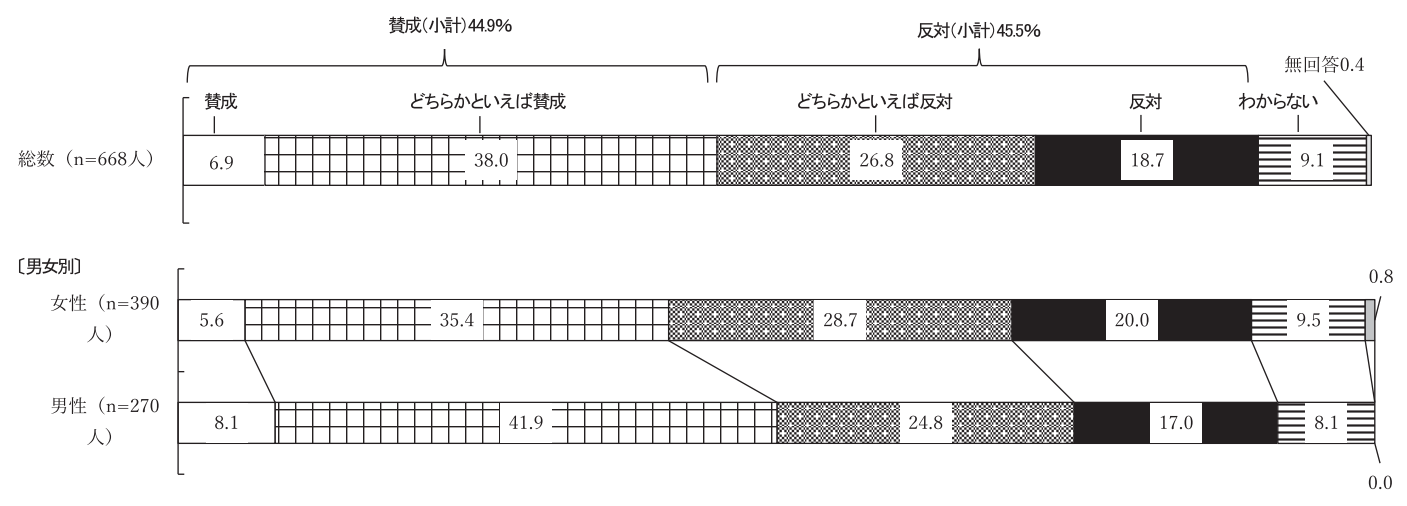 賛成(小計)44.9%
反対(小計)45.5%
無回答0.4
賛成
どちらかといえば賛成
どちらかといえば反対
反対
わからない
総数（n=668人）
6.9
38.0
26.8
18.7
9.1
〔男女別〕
0.8
女性（n=390
人）
5.6
35.4
28.7
20.0
9.5
男性（n=270
人）
8.1
41.9
24.8
17.0
8.1
0.0